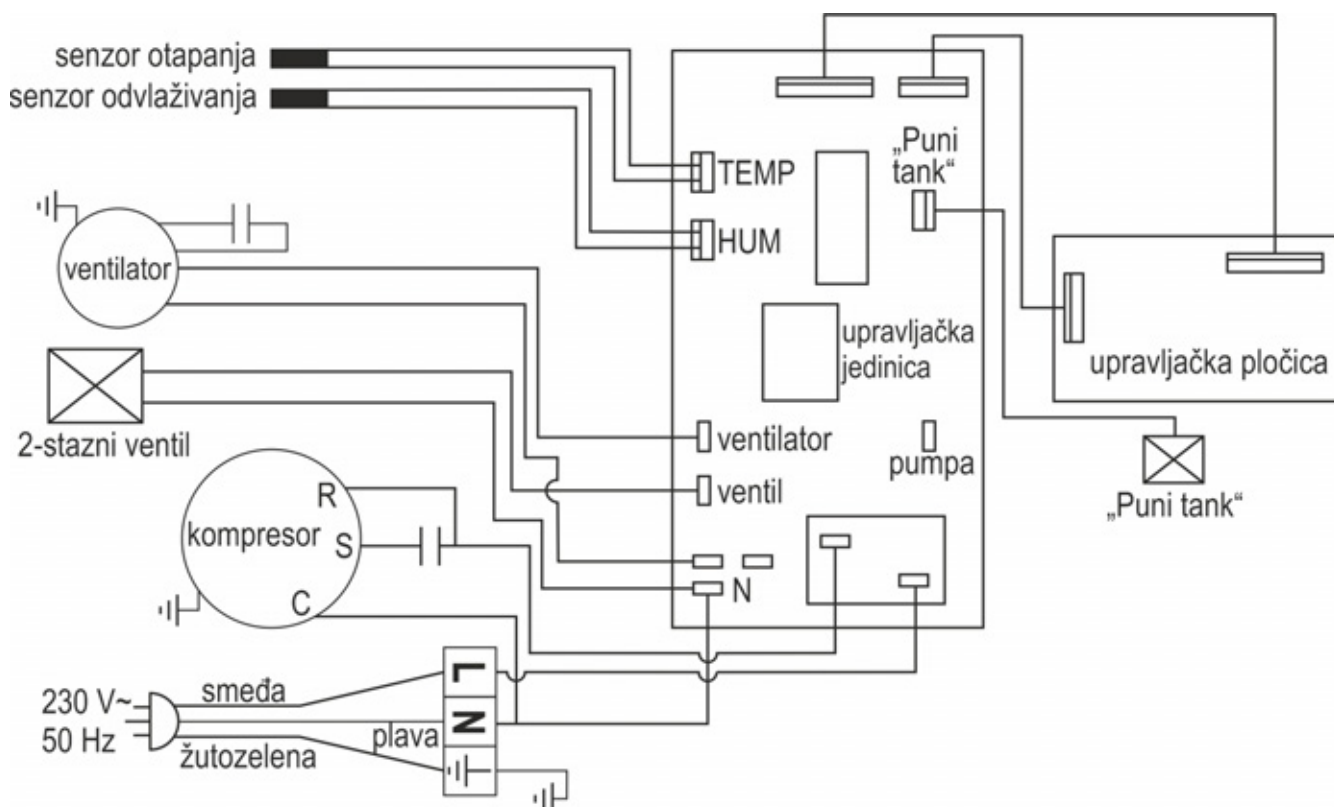 senzor otapanja
senzor odvlaživanja
TEMP
„Puni
tank“
HUM
ventilator
upravljačka
jedinica
upravljačka pločica
2-stazni ventil
ventilator
pumpa
ventil
„Puni tank“
R
kompresor
S
C
N
L
smeđa
230 V~
N
plava
50 Hz
žutozelena